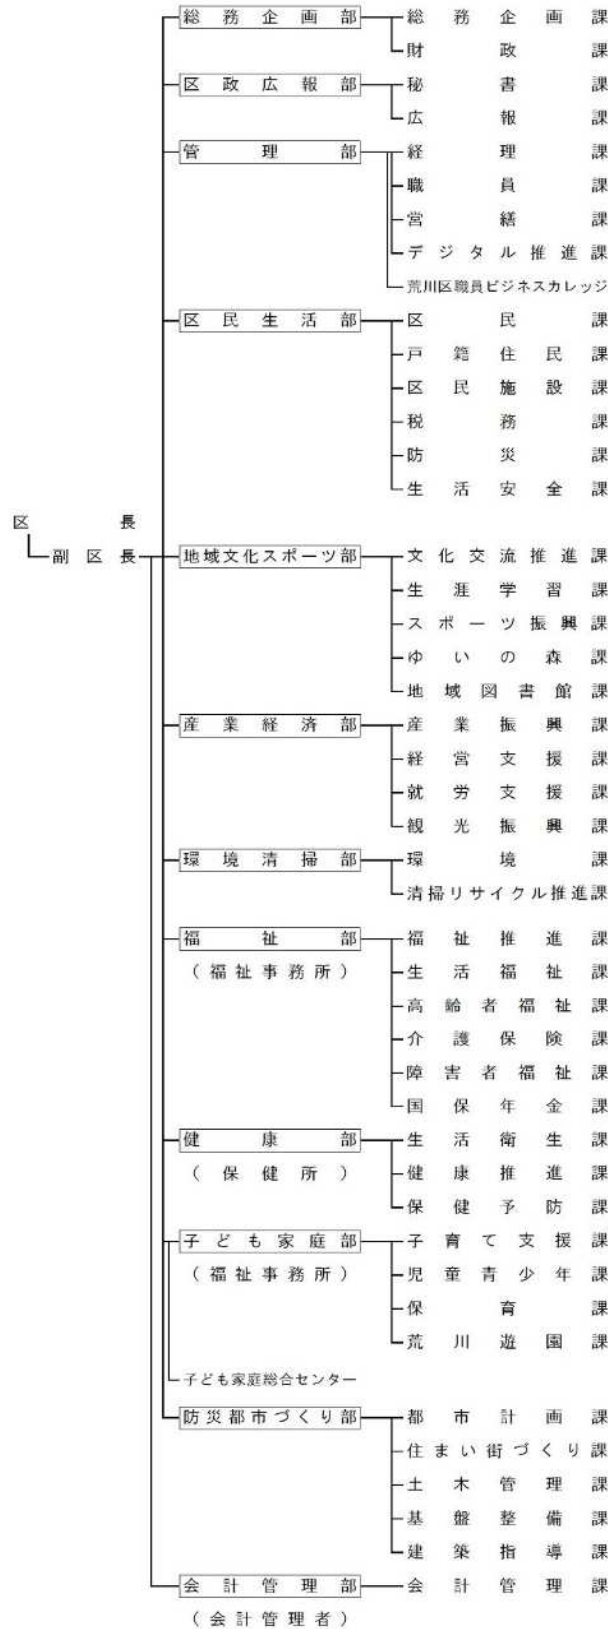 総務企画部 総務企画課
財政課
区政広報部 秘書課
広報課
管理部 経理課
職員課
営繕課
デジタル推進課
荒川区職員ビジネスカレッジ
区民生活部 区民課
戸籍住民課
区民施設課
税務課
防災課
生活安全課
区長
副区長 地域文化スポーツ部 文化交流推進課
生涯学習課
スポーツ振興課
ゆいの森課
地域図書館課
産業経済部 産業振興課
経営支援課
就労支援課
観光振興課
環境清掃部 環境課
清掃リサイクル推進課
福祉部 福祉推進課
(福祉事務所) 生活福祉課
高齢者福祉課
介護保険課
障害者福祉課
国保年金課
健康部 生活衛生課
(保健所) 健康推進課
保健予防課
子ども家庭部 子育て支援課
(福祉事務所) 児童青少年課
保育課
荒川遊園課
子ども家庭総合センター
防災都市づくり部 都市計画課
住まい街づくり課
土木管理課
基盤整備課
建築指導課
会計管理部 会計管理課
(会計管理者)